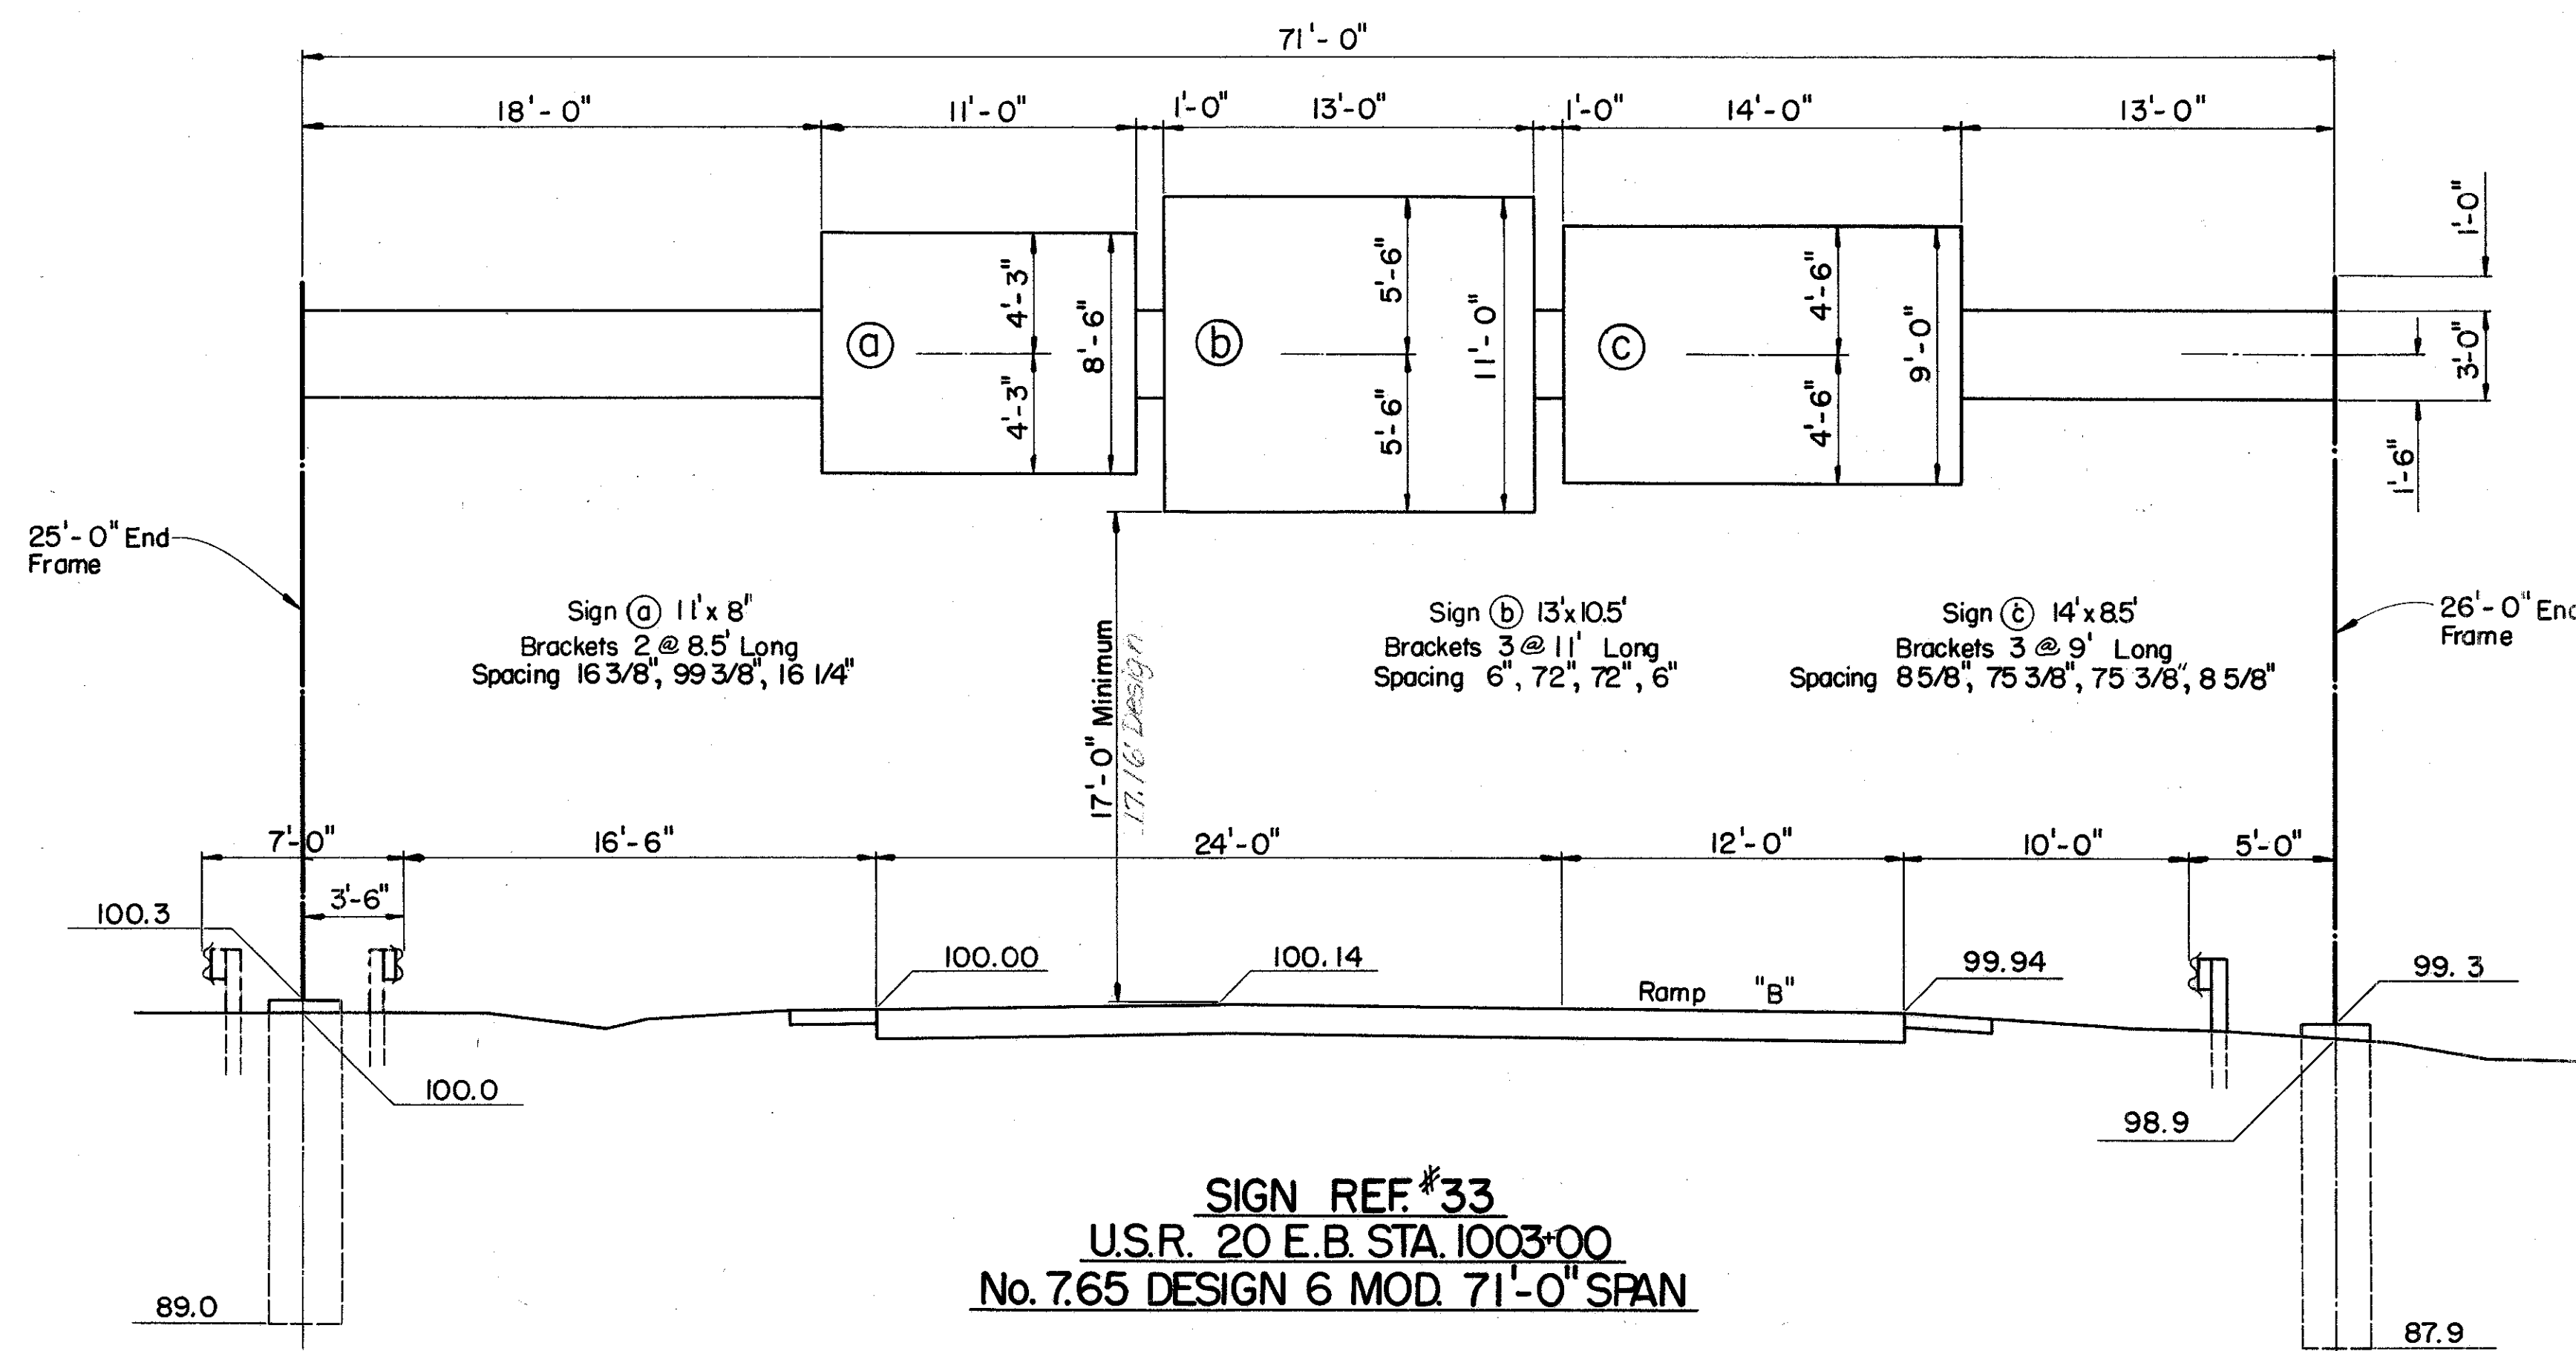 71'-0"
18'-0" 11'-0" 1'-0" 13'-0" 1'-0" 14'-0" 13'-0"
1'-0"
4'-3" 5'-6" 4'-6"
a 8'-6" b 11'-0" c 9'-0" 3'-0"
4'-3" 5'-6" 4'-6" 1'-6"
25'-0" End
Frame
Sign a 11'x 8"
Brackets 2 @ 8.5' Long
Spacing 16 3/8", 99 3/8", 16 1/4"
17'-0" Minimum
17.16' Design
Sign b 13'x10.5'
Brackets 3 @ 11' Long
Spacing 6", 72", 72", 6"
Sign c 14'x8.5'
Brackets 3 @ 9' Long
Spacing 8 5/8", 75 3/8", 75 3/8", 8 5/8"
26'-0" End
Frame
7'-0" 16'-6" 24'-0" 12'-0" 10'-0" 5'-0"
3'-6"
100.3 100.00 100.14 99.94 99.3
Ramp "B"
100.0 98.9
SIGN REF. #33
U.S.R. 20 E.B. STA. 1003+00
No. 7.65 DESIGN 6 MOD. 71'-0" SPAN
89.0 87.9